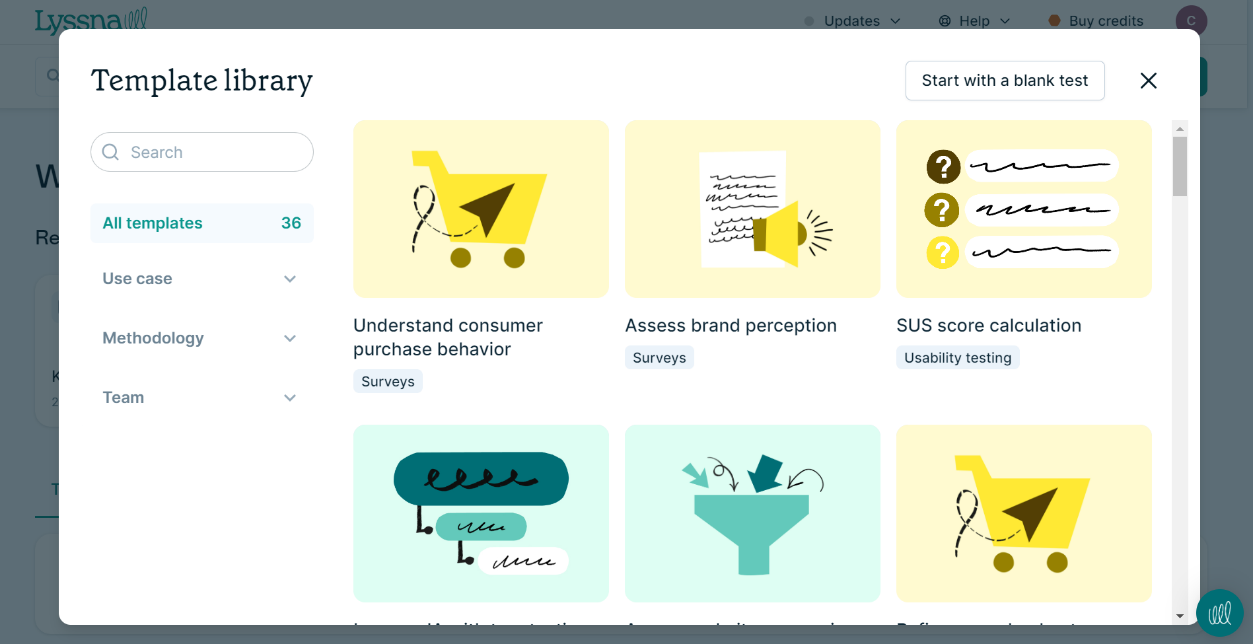 Lyssna
Updates
Help
Buy credits
C
Template library
Start with a blank test
Search
All templates 36
Use case
Methodology
Team
Understand consumer
purchase behavior
Surveys
Assess brand perception
Surveys
SUS score calculation
Usability testing